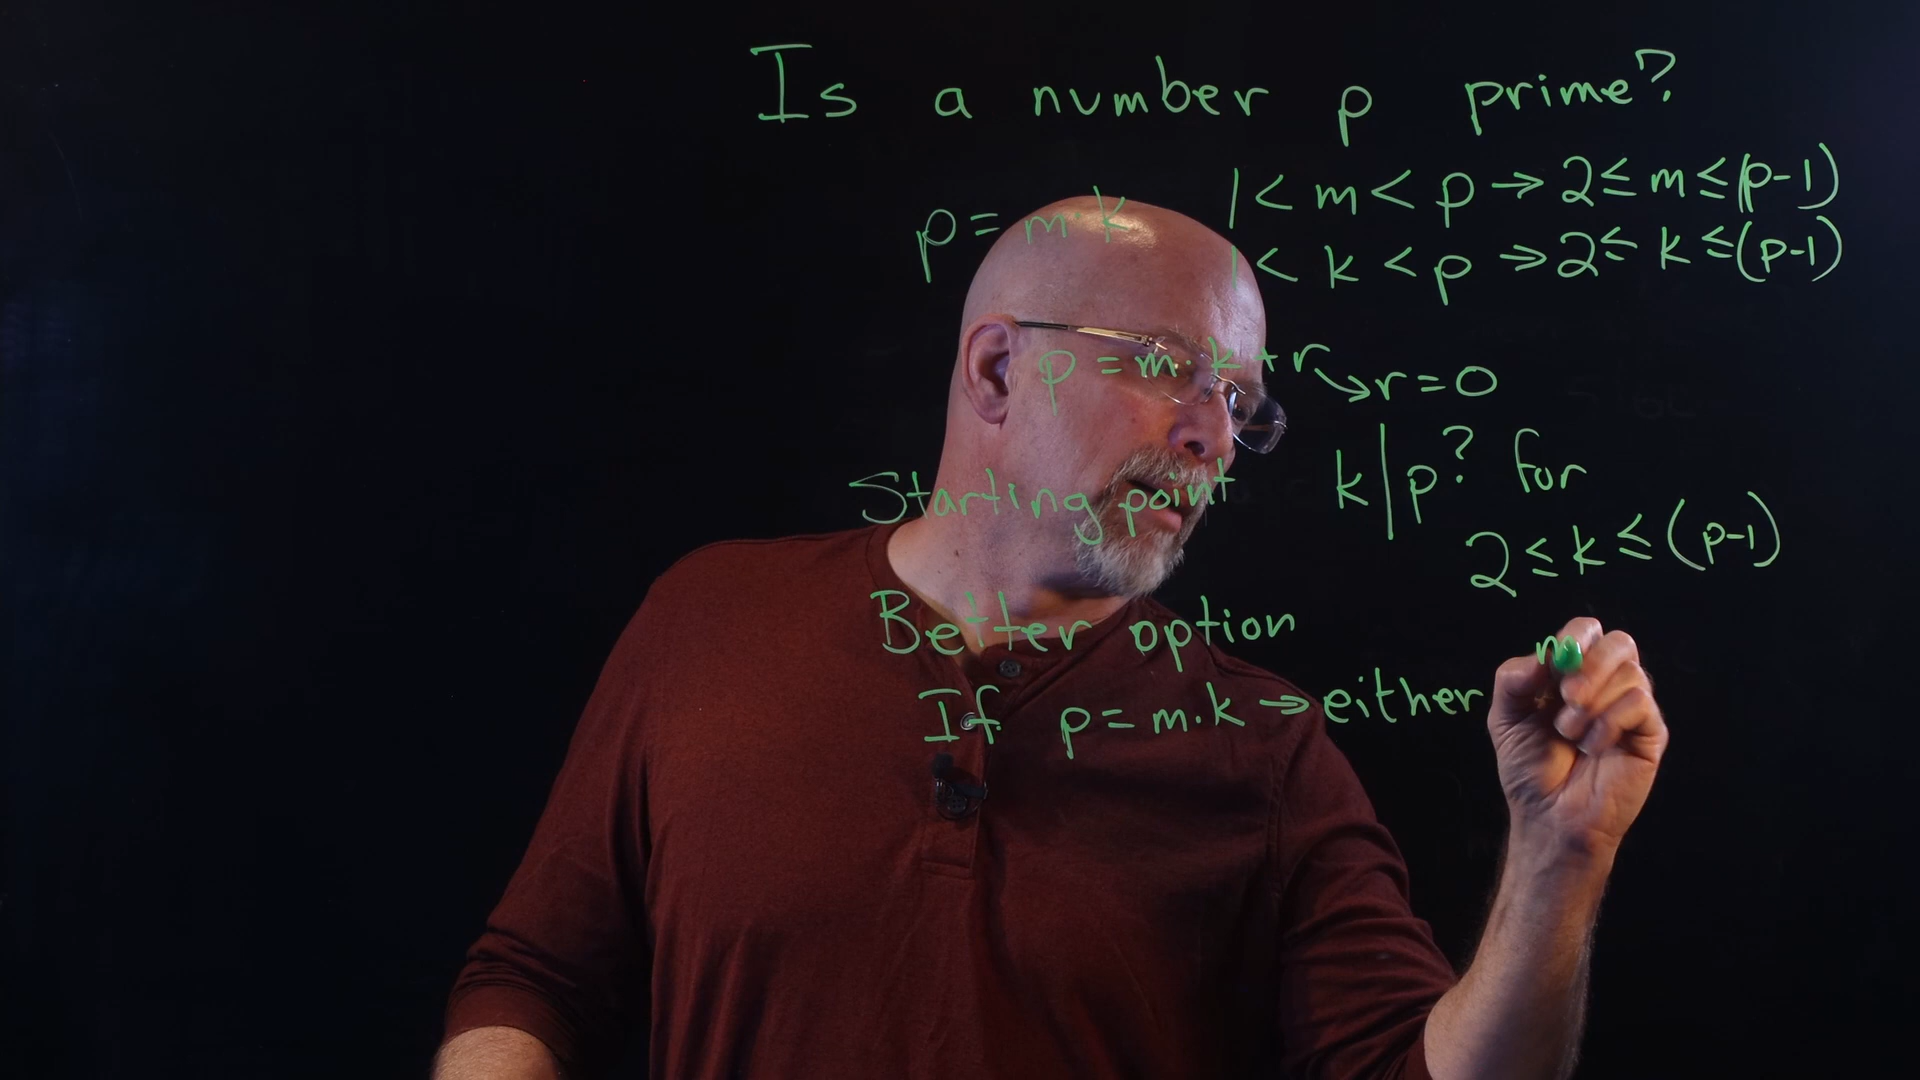 Is a number p prime?
1 < m < p → 2 ≤ m ≤ (p-1)
p = m·k
1 < k < p → 2 ≤ k ≤ (p-1)
p = m·k + r → r = 0
Starting point k|p? for
2 ≤ k ≤ (p-1)
Better option
If p = m·k → either m